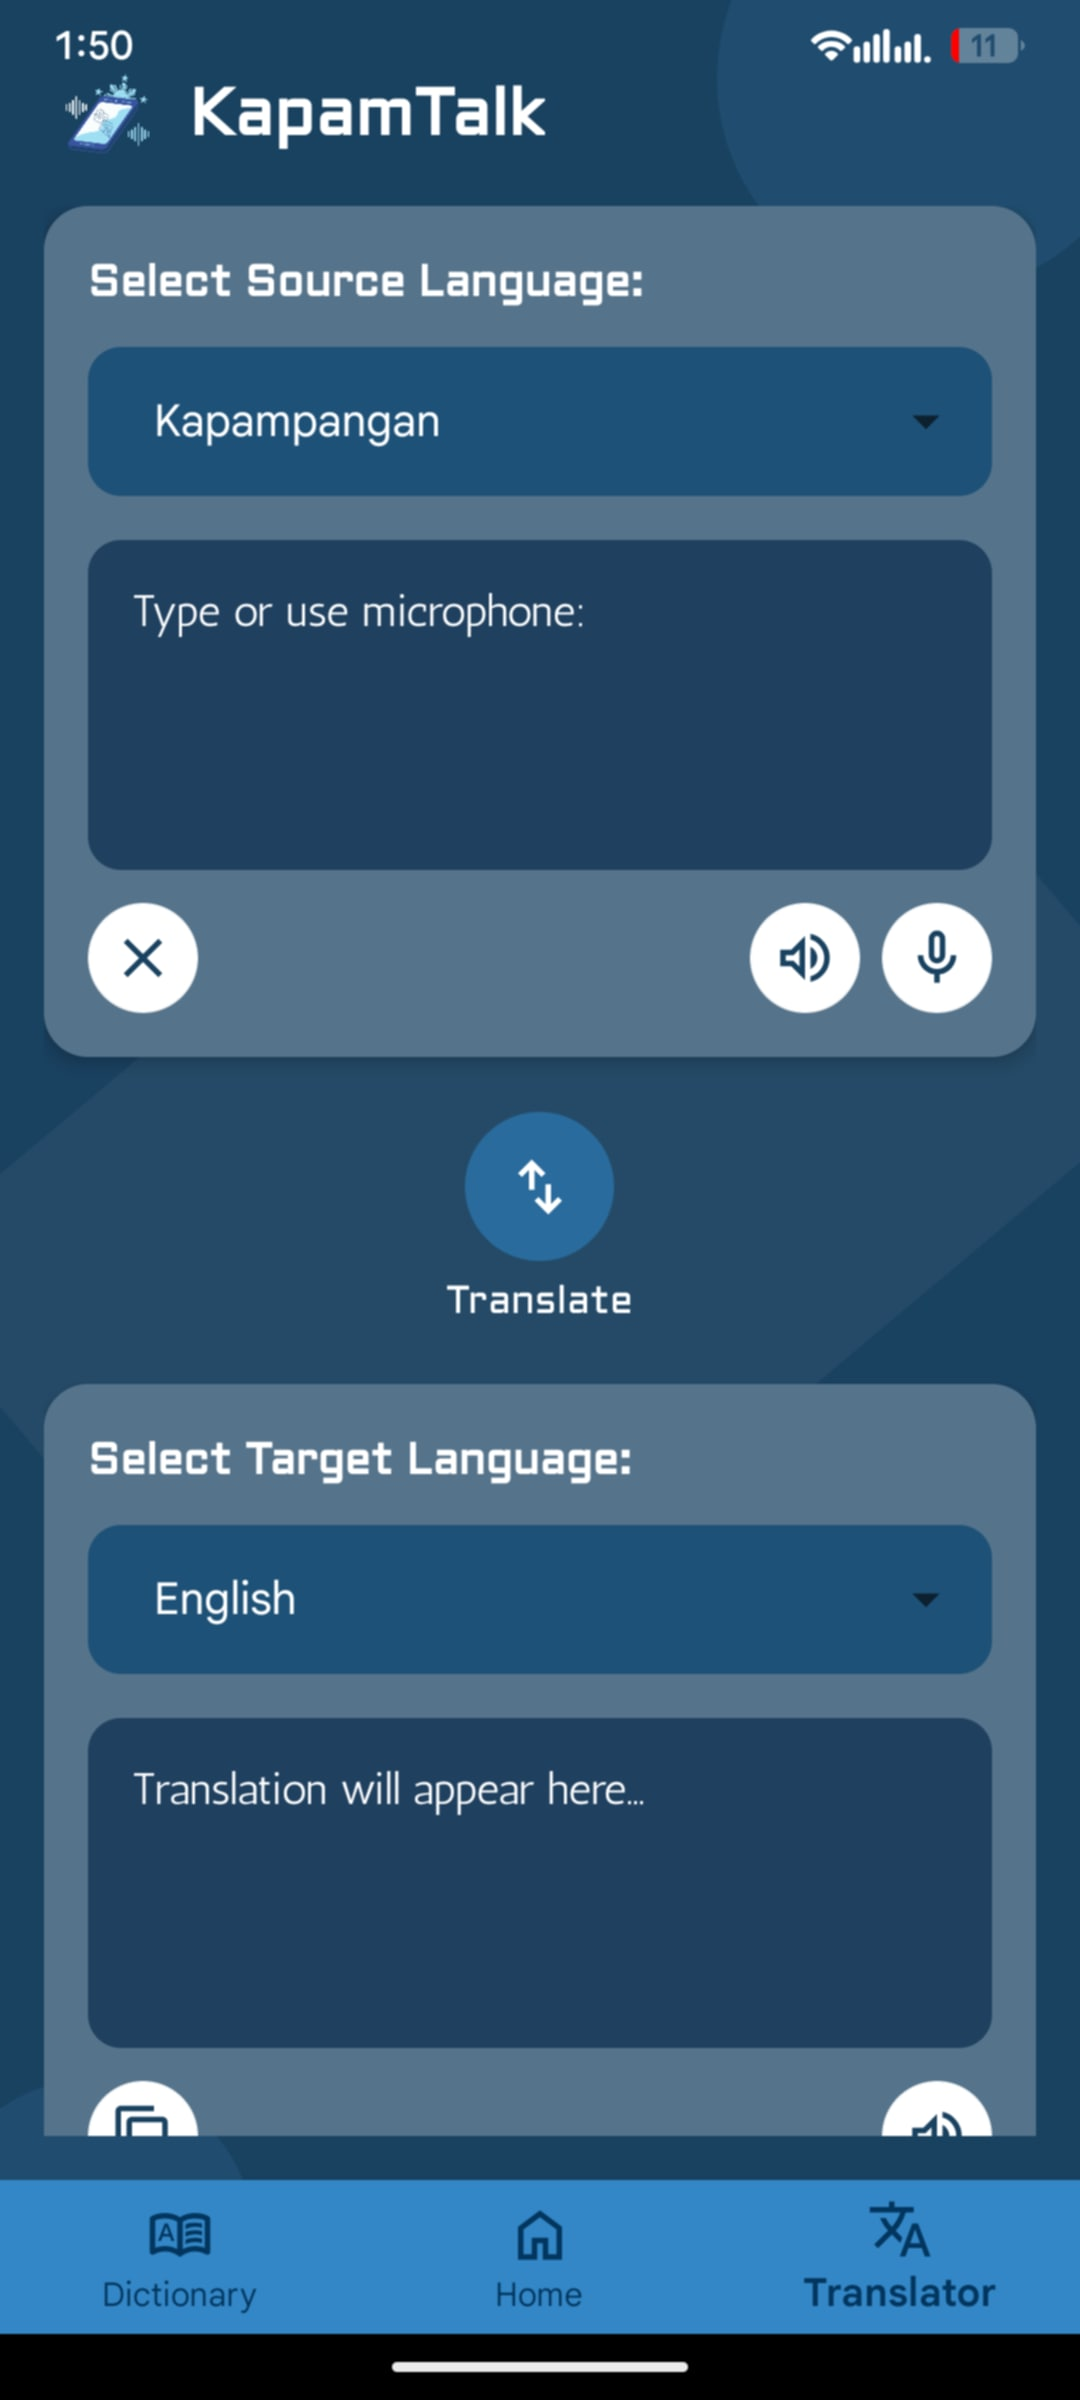 1:50
11
KapamTalk
Select Source Language:
Kapampangan
Type or use microphone:
Translate
Select Target Language:
English
Translation will appear here...
Dictionary
Home
Translator